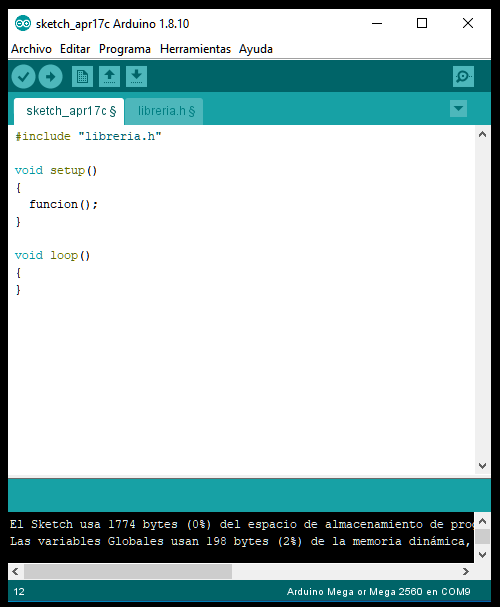 sketch_apr17c Arduino 1.8.10
Archivo Editar Programa Herramientas Ayuda
sketch_apr17c § libreria.h §
#include "libreria.h"
void setup()
{
funcion();
}
void loop()
{
}
El Sketch usa 1774 bytes (0%) del espacio de almacenamiento de
Las variables Globales usan 198 bytes (2%) de la memoria dinámica,
12 Arduino Mega or Mega 2560 en COM9